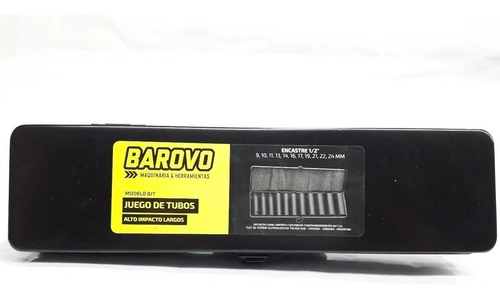 BAROVO
MAQUINARIA & HERRAMIENTAS
MODELO BJT
JUEGO DE TUBOS
ALTO IMPACTO LARGOS
ENCASTRE 1/2"
9, 10, 11, 13, 14, 16, 17, 19, 21, 22, 24 MM